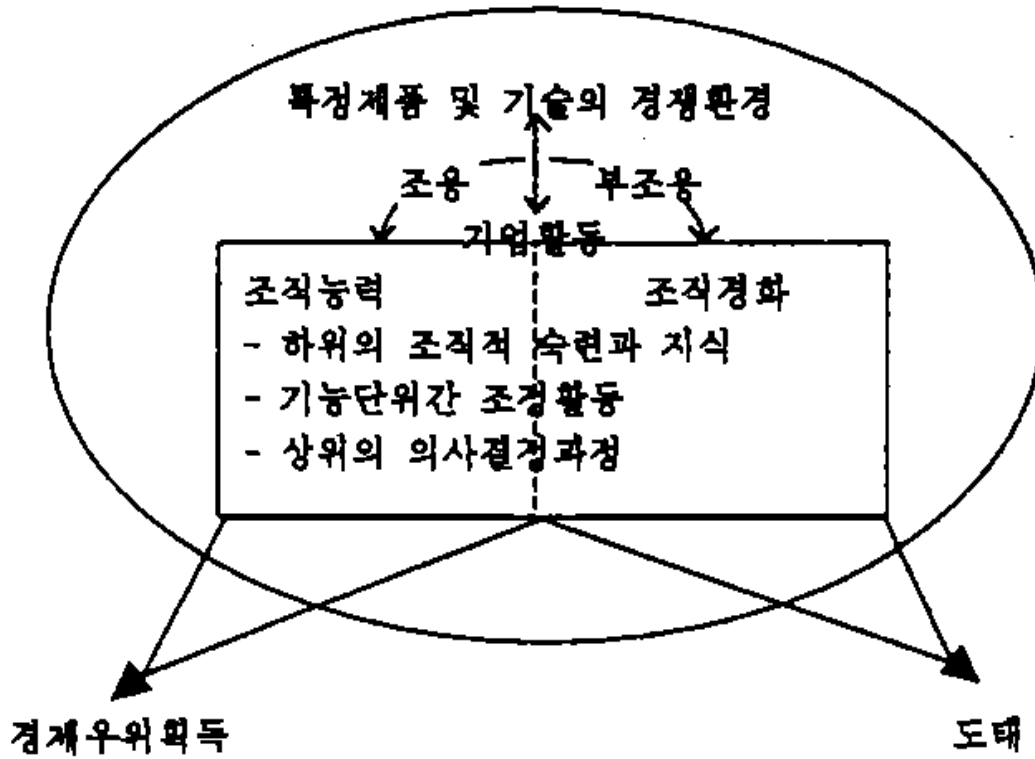 특정제품 및 기술의 경쟁환경
조응 부조응
기업활동
조직능력 조직경화
- 하위의 조직적 숙련과 지식
- 기능단위간 조정활동
- 상위의 의사결정과정
경재우위획득 도태